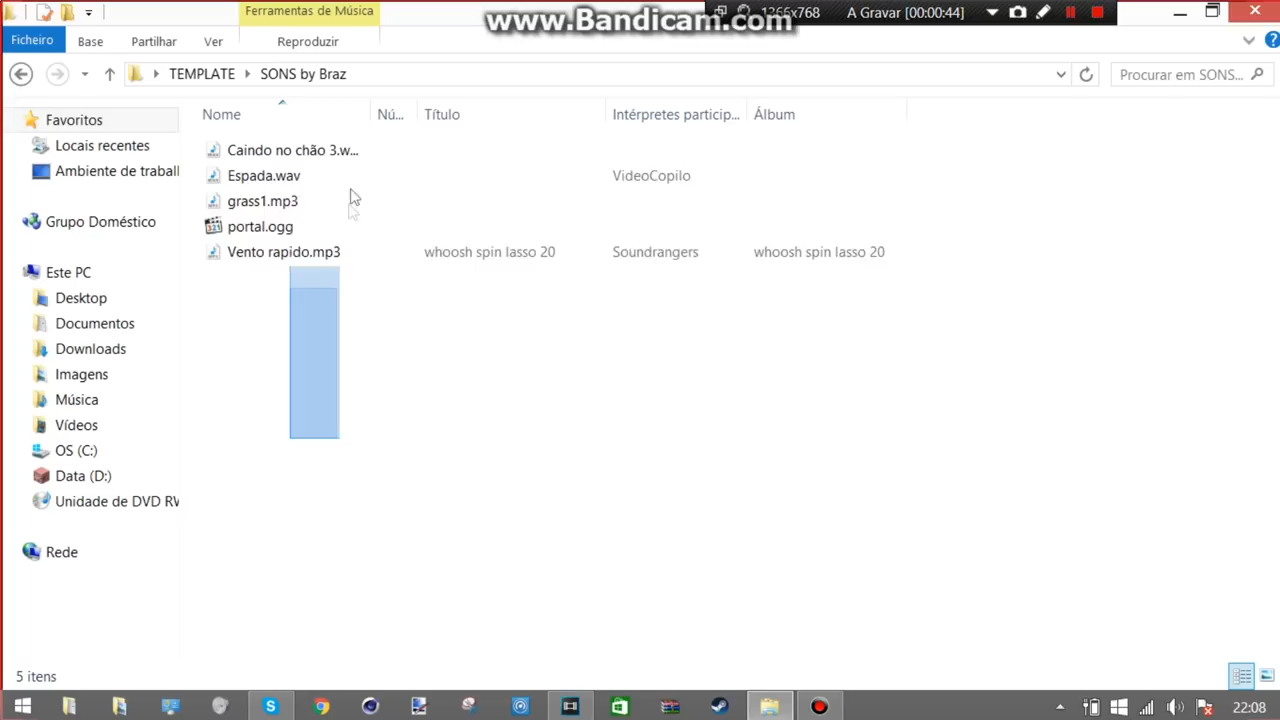 Ferramentas de Música
www.Bandicam.com
1266x768 A Gravar [00:00:44]
Ficheiro Base Partilhar Ver Reproduzir
TEMPLATE SONS by Braz
Procurar em SONS...
Nome Nú... Título Intérpretes particip... Álbum
Favoritos
Locais recentes
Ambiente de trabal
Grupo Doméstico
Este PC
Desktop
Documentos
Downloads
Imagens
Música
Vídeos
OS (C:)
Data (D:)
Unidade de DVD RW
Rede
Caindo no chão 3.w...
Espada.wav VideoCopilo
grass1.mp3
portal.ogg
Vento rapido.mp3 whoosh spin lasso 20 Soundrangers whoosh spin lasso 20
5 itens
22:08